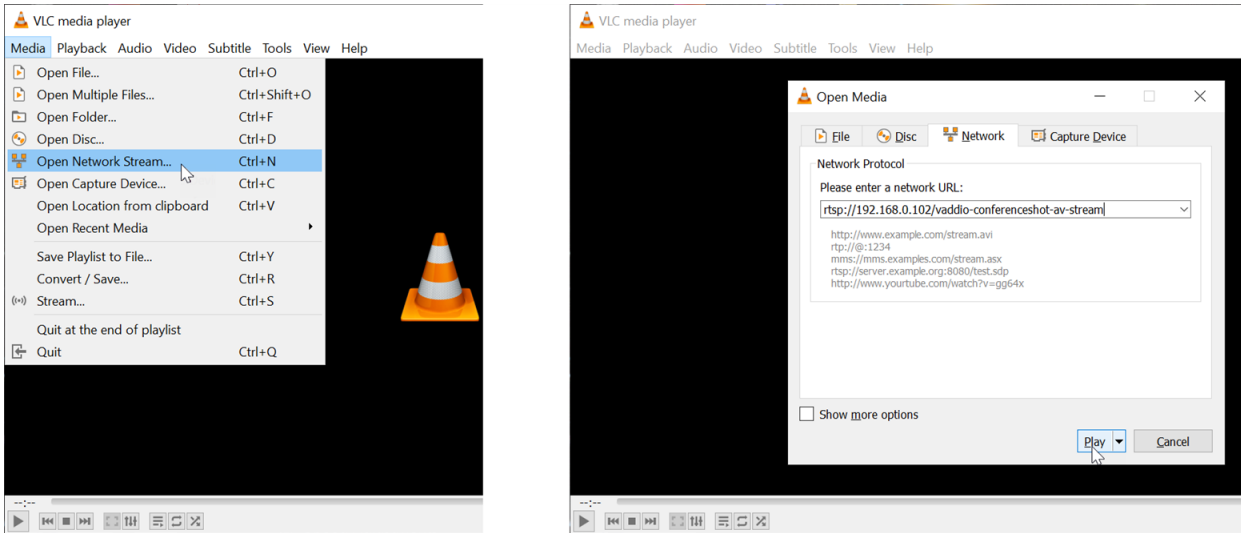 VLC media player
Media Playback Audio Video Subtitle Tools View Help
Open File... Ctrl+O
Open Multiple Files... Ctrl+Shift+O
Open Folder... Ctrl+F
Open Disc... Ctrl+D
Open Network Stream... Ctrl+N
Open Capture Device... Ctrl+C
Open Location from clipboard Ctrl+V
Open Recent Media
Save Playlist to File... Ctrl+Y
Convert / Save... Ctrl+R
Stream... Ctrl+S
Quit at the end of playlist
Quit Ctrl+Q
--:--
VLC media player
Media Playback Audio Video Subtitle Tools View Help
Open Media
File Disc Network Capture Device
Network Protocol
Please enter a network URL:
rtsp://192.168.0.102/vaddio-conferenceshot-av-stream
http://www.example.com/stream.avi
rtp://@:1234
mms://mms.examples.com/stream.asx
rtsp://server.example.org:8080/test.sdp
http://www.yourtube.com/watch?v=gg64x
Show more options
Play Cancel
--:--